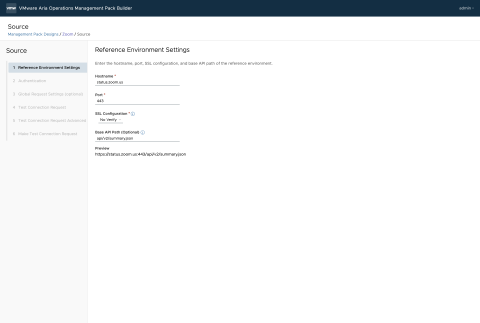 vmw VMware Aria Operations Management Pack Builder
admin
Source
Management Pack Designs / Zoom / Source
Source
1 Reference Environment Settings
2 Authentication
3 Global Request Settings (optional)
4 Test Connection Request
5 Test Connection Request Advanced
6 Make Test Connection Request
Reference Environment Settings
Enter the hostname, port, SSL configuration, and base API path of the reference environment.
Hostname *
status.zoom.us
Port *
443
SSL Configuration *
No Verify
Base API Path (Optional)
api/v2/summary.json
Preview
https://status.zoom.us:443/api/v2/summary.json